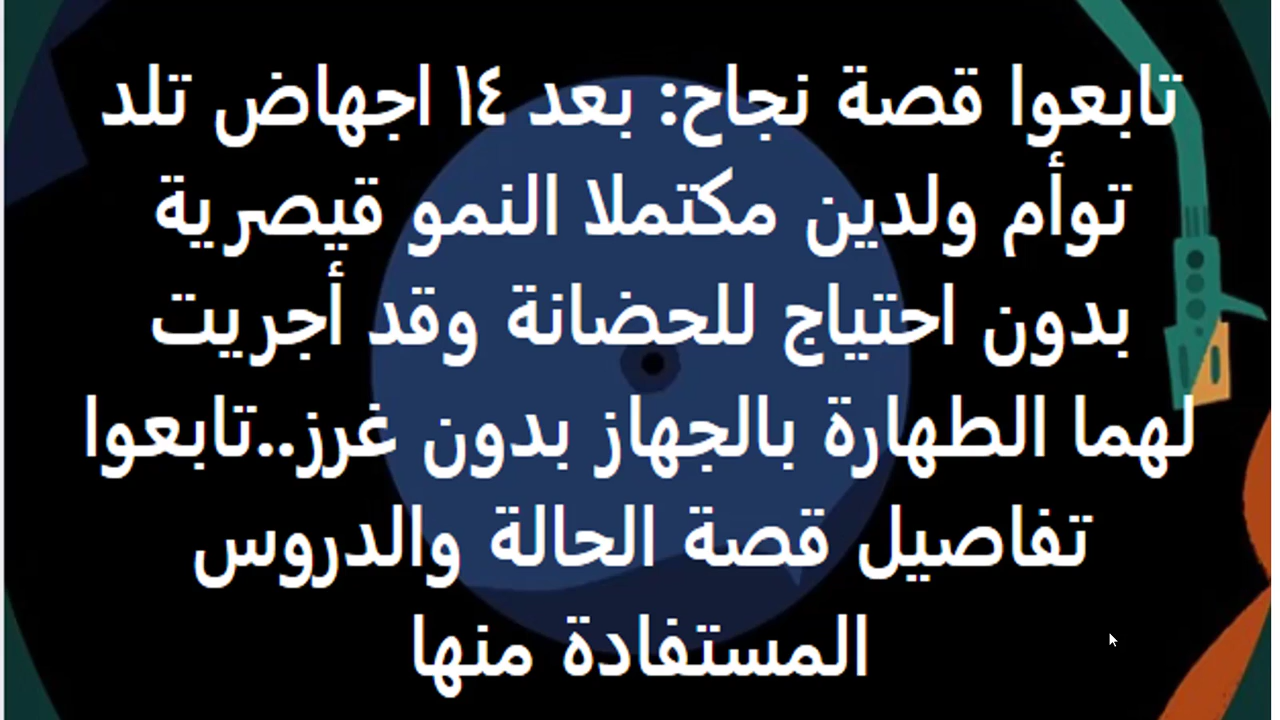 تابعوا قصة نجاح: بعد ١٤ اجهاض تلد
توأم ولدين مكتملا النمو قيصرية
بدون احتياج للحضانة وقد أجريت
لهما الطهارة بالجهاز بدون غرز..تابعوا
تفاصيل قصة الحالة والدروس
المستفادة منها